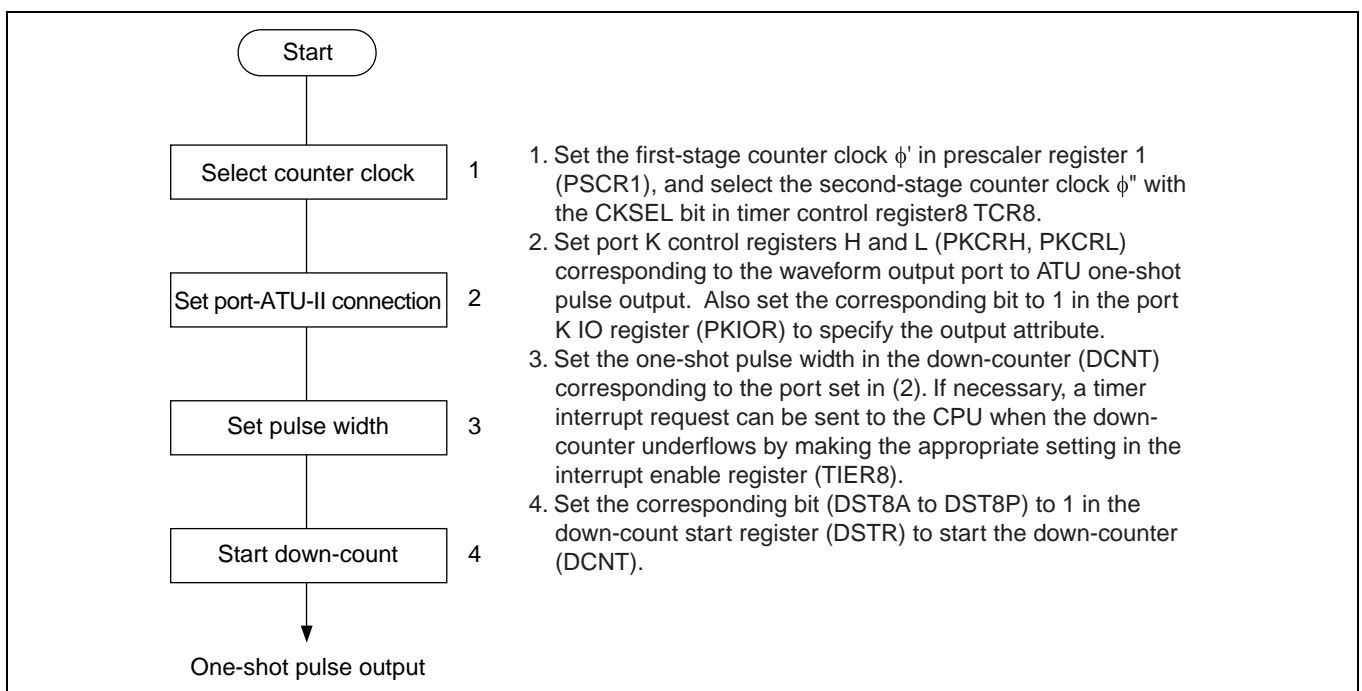 Start
Select counter clock
1
Set port-ATU-II connection
2
Set pulse width
3
Start down-count
4
One-shot pulse output
1. Set the first-stage counter clock ϕ' in prescaler register 1
(PSCR1), and select the second-stage counter clock ϕ" with
the CKSEL bit in timer control register8 TCR8.
2. Set port K control registers H and L (PKCRH, PKCRL)
corresponding to the waveform output port to ATU one-shot
pulse output.  Also set the corresponding bit to 1 in the port
K IO register (PKIOR) to specify the output attribute.
3. Set the one-shot pulse width in the down-counter (DCNT)
corresponding to the port set in (2). If necessary, a timer
interrupt request can be sent to the CPU when the down-
counter underflows by making the appropriate setting in the
interrupt enable register (TIER8).
4. Set the corresponding bit (DST8A to DST8P) to 1 in the
down-count start register (DSTR) to start the down-counter
(DCNT).